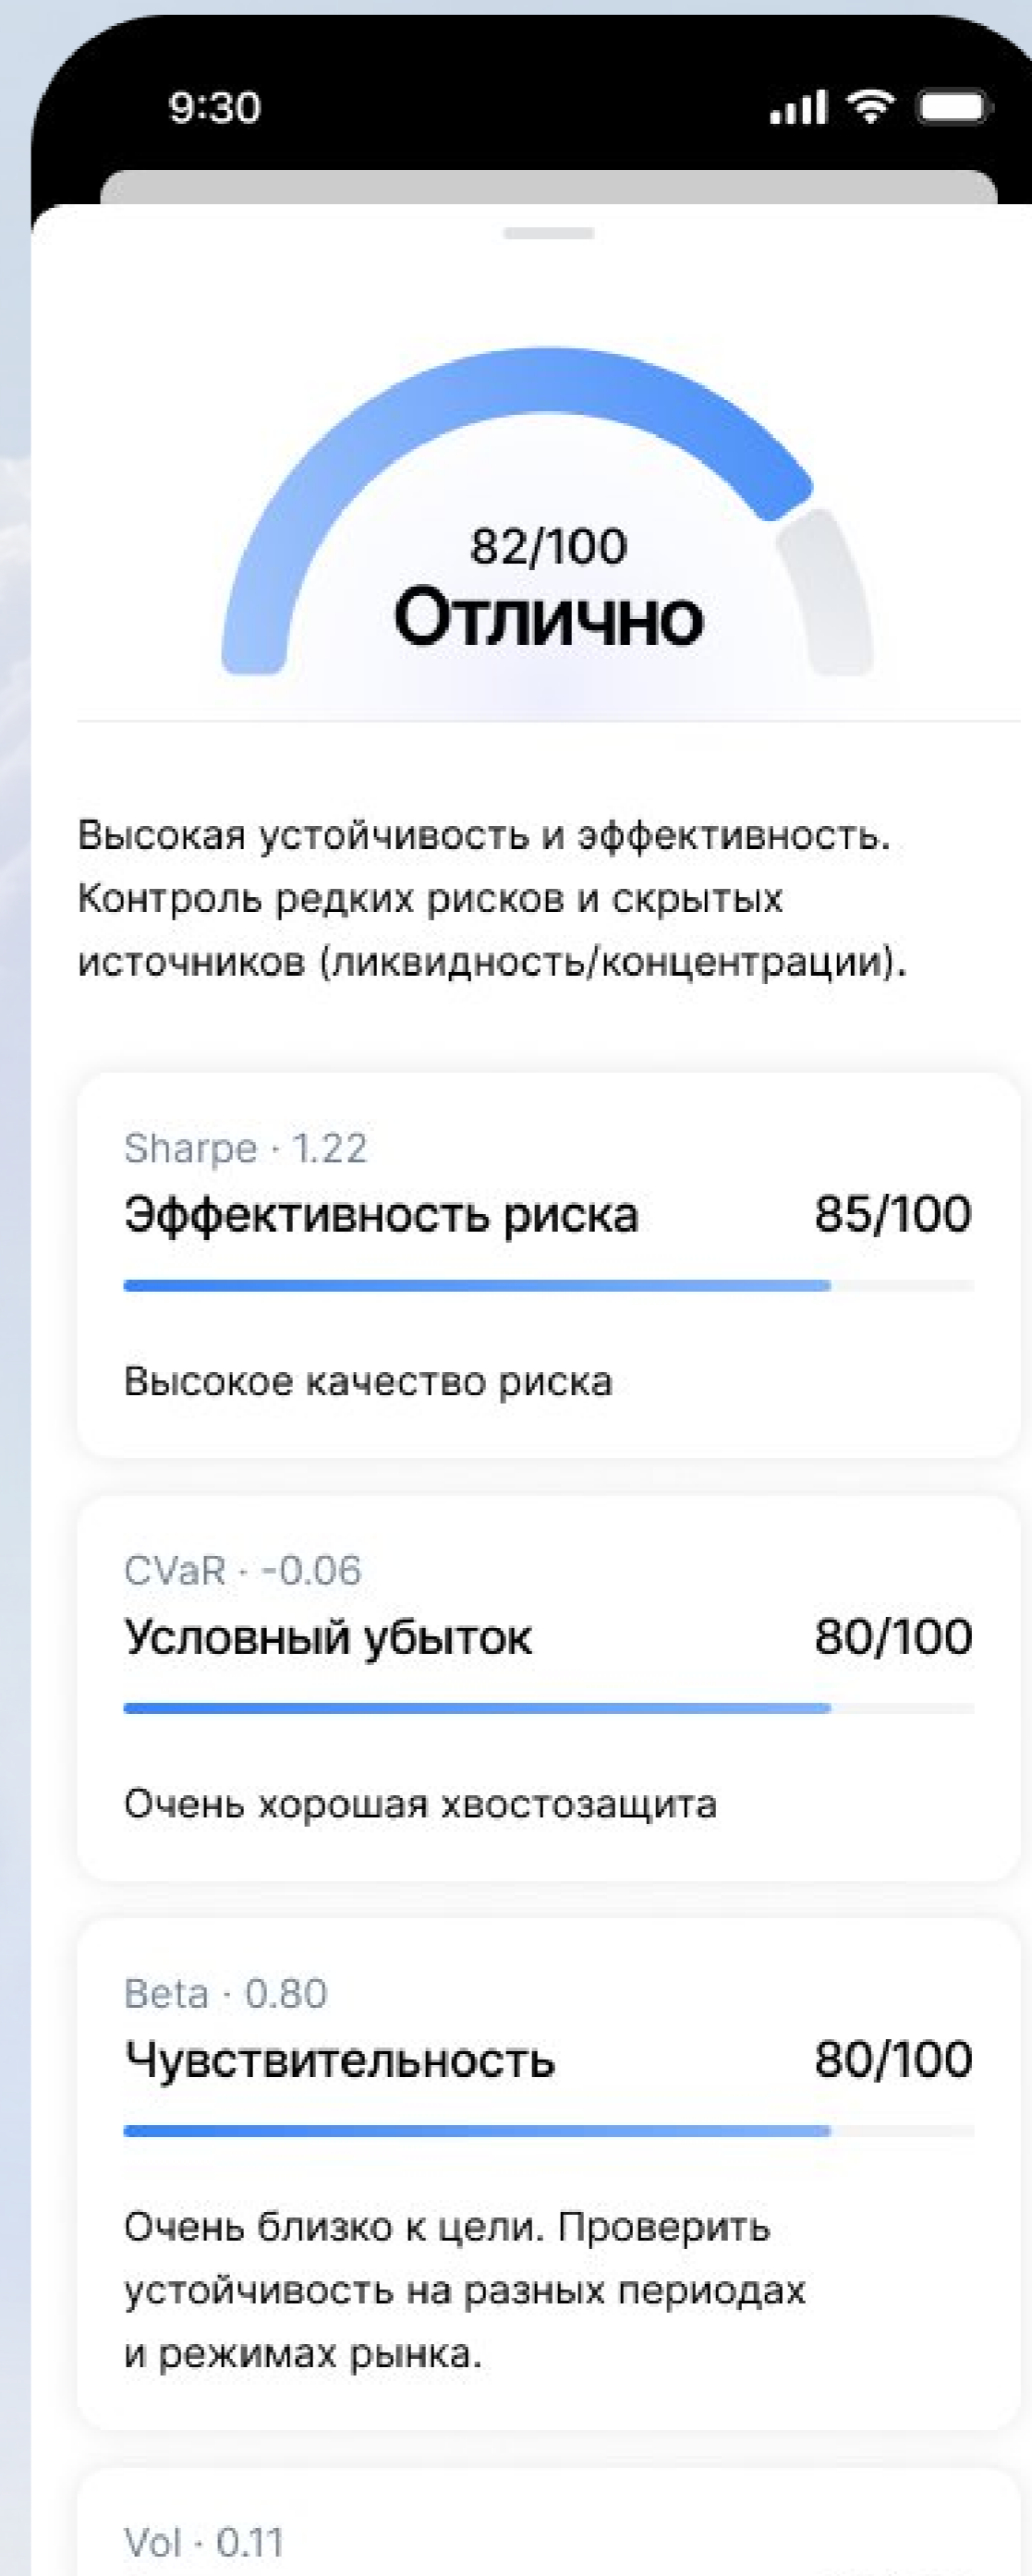 9:30
82/100
Отлично
Высокая устойчивость и эффективность.
Контроль редких рисков и скрытых
источников (ликвидность/концентрации).
Sharpe · 1.22
Эффективность риска 85/100
Высокое качество риска
CVaR · -0.06
Условный убыток 80/100
Очень хорошая хвостозащита
Beta · 0.80
Чувствительность 80/100
Очень близко к цели. Проверить
устойчивость на разных периодах
и режимах рынка.
Vol · 0.11